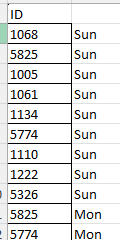 ID
1068 Sun
5825 Sun
1005 Sun
1061 Sun
1134 Sun
5774 Sun
1110 Sun
1222 Sun
5326 Sun
5825 Mon
5774 Mon